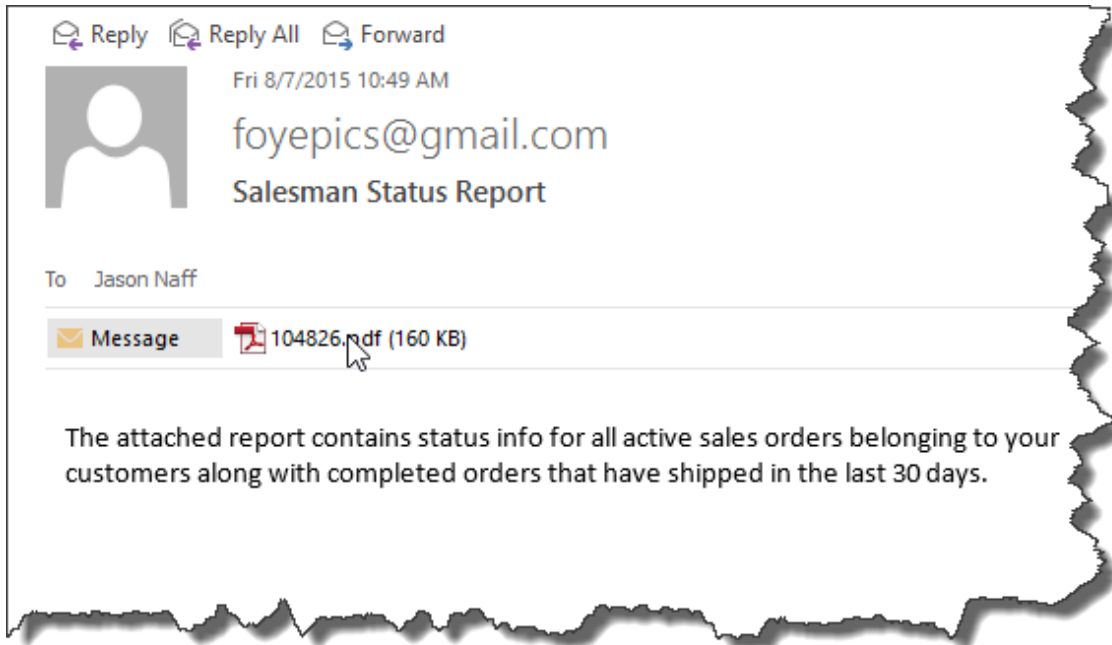 Reply Reply All Forward
Fri 8/7/2015 10:49 AM
foyepics@gmail.com
Salesman Status Report
To Jason Naff
Message 104826.pdf (160 KB)
The attached report contains status info for all active sales orders belonging to your
customers along with completed orders that have shipped in the last 30 days.